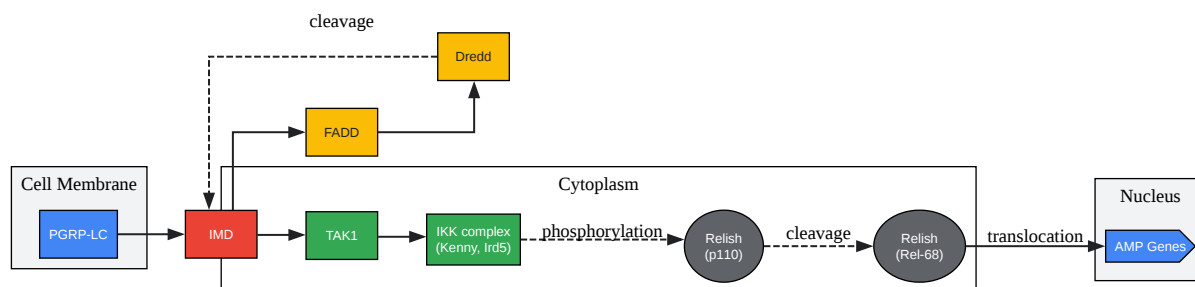 cleavage
Dredd
FADD
Cell Membrane
Cytoplasm
Nucleus
PGRP-LC
IMD
TAK1
IKK complex
(Kenny, Ird5)
phosphorylation
Relish
(p110)
cleavage
Relish
(Rel-68)
translocation
AMP Genes